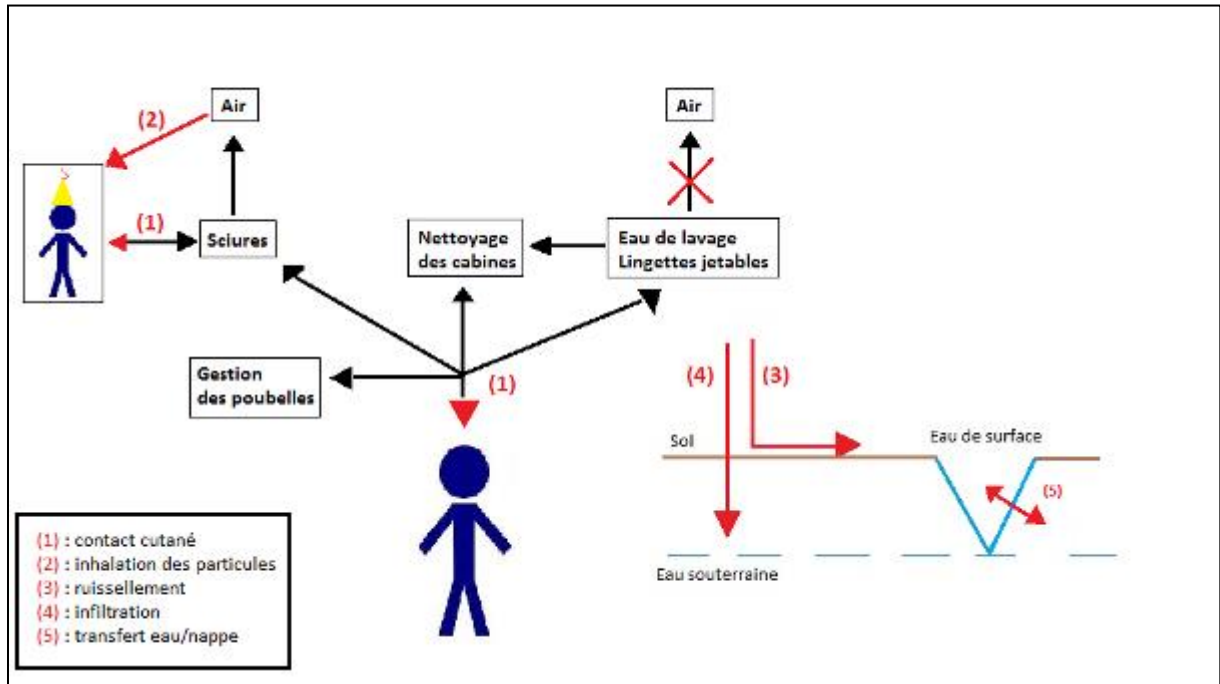 Air
Air
(2)
(1)
Sciures
Nettoyage
des cabines
Eau de lavage
Lingettes jetables
Gestion
des poubelles
(1)
(4)
(3)
Sol
Eau de surface
(5)
Eau souterraine
(1) : contact cutané
(2) : inhalation des particules
(3) : ruissellement
(4) : infiltration
(5) : transfert eau/nappe